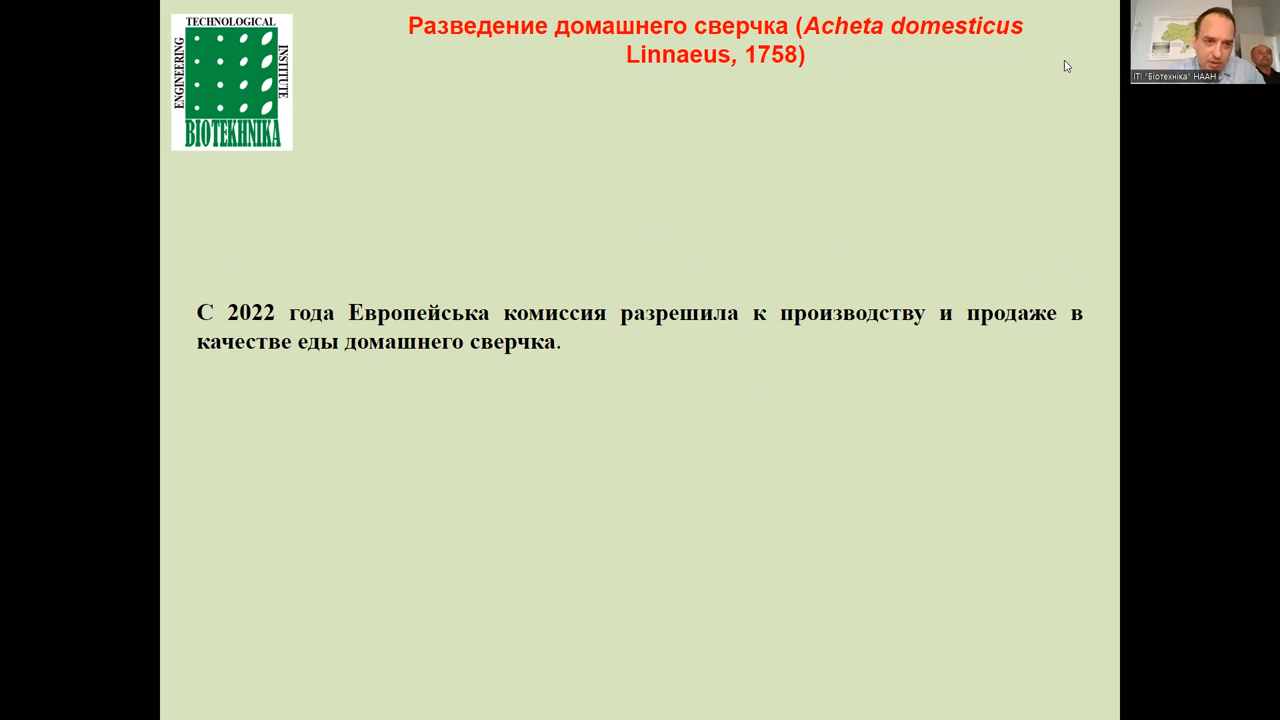 TECHNOLOGICAL
ENGINEERING
INSTITUTE
BIOTEKHNIKA
Разведение домашнего сверчка (Acheta domesticus
Linnaeus, 1758)
ІТІ "Біотехніка" НААН
С 2022 года Европейська комиссия разрешила к производству и продаже в
качестве еды домашнего сверчка.